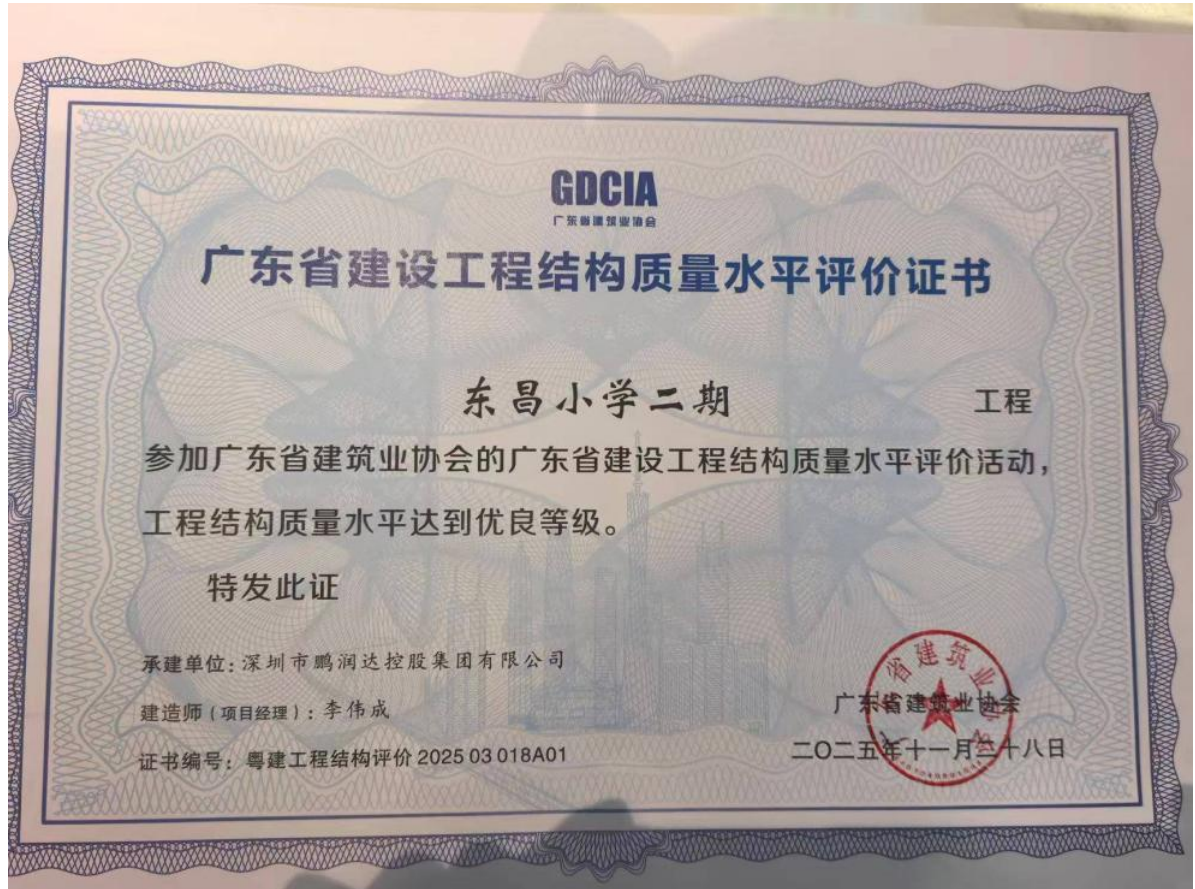 GDCIA
广东省建筑业协会
广东省建设工程结构质量水平评价证书
东昌小学二期 工程
参加广东省建筑业协会的广东省建设工程结构质量水平评价活动，
工程结构质量水平达到优良等级。
特发此证
承建单位：深圳市鹏润达控股集团有限公司
建造师（项目经理）：李伟成
证书编号：粤建工程结构评价 2025 03 018A01
广东省建筑业协会
二〇二五年十一月二十八日